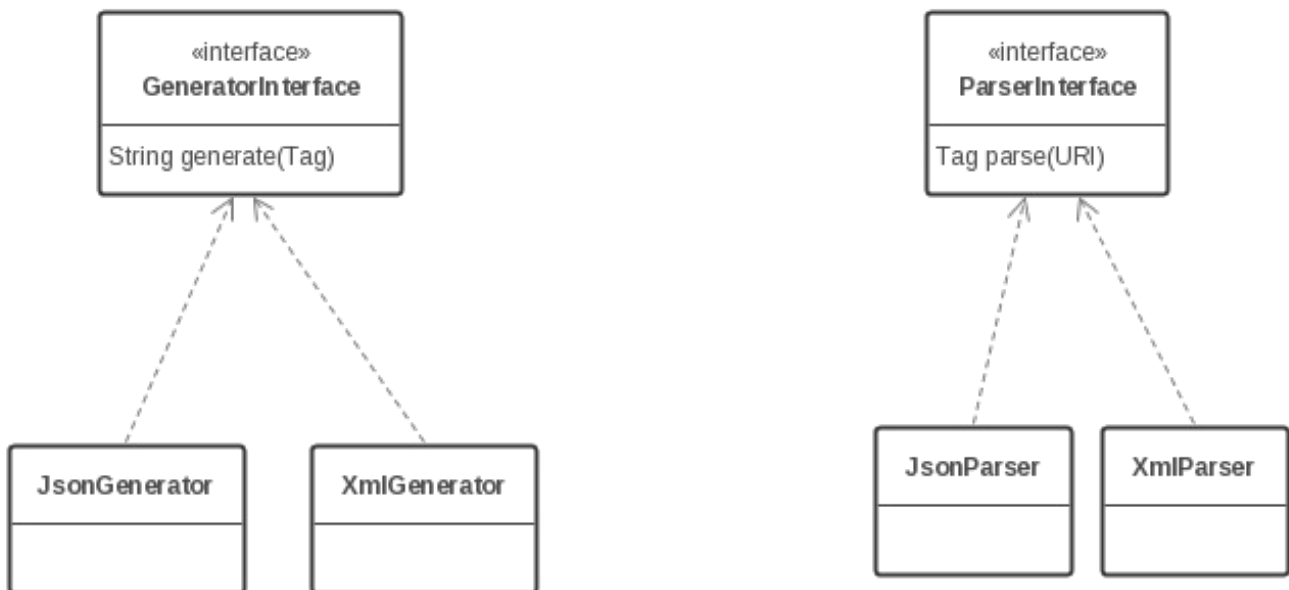 «interface»
GeneratorInterface
String generate(Tag)
«interface»
ParserInterface
Tag parse(URI)
JsonGenerator
XmlGenerator
JsonParser
XmlParser